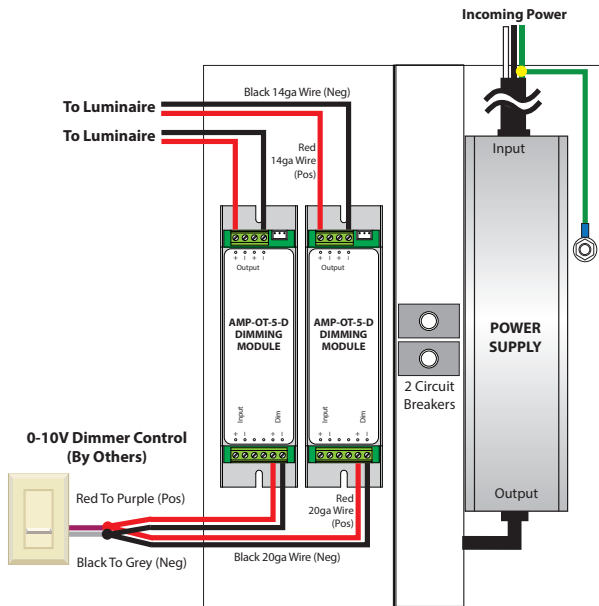 Incoming Power
Black 14ga Wire (Neg)
To Luminaire
To Luminaire
Red
14ga Wire
(Pos)
Input
+ I + I
Output
+ I + I
Output
AMP-OT-5-D
DIMMING
MODULE
AMP-OT-5-D
DIMMING
MODULE
POWER
SUPPLY
2 Circuit
Breakers
Input
Dim
+ I + I
Input
Dim
+ I + I
0-10V Dimmer Control
(By Others)
Red To Purple (Pos)
Red
20ga Wire
(Pos)
Output
Black To Grey (Neg)
Black 20ga Wire (Neg)